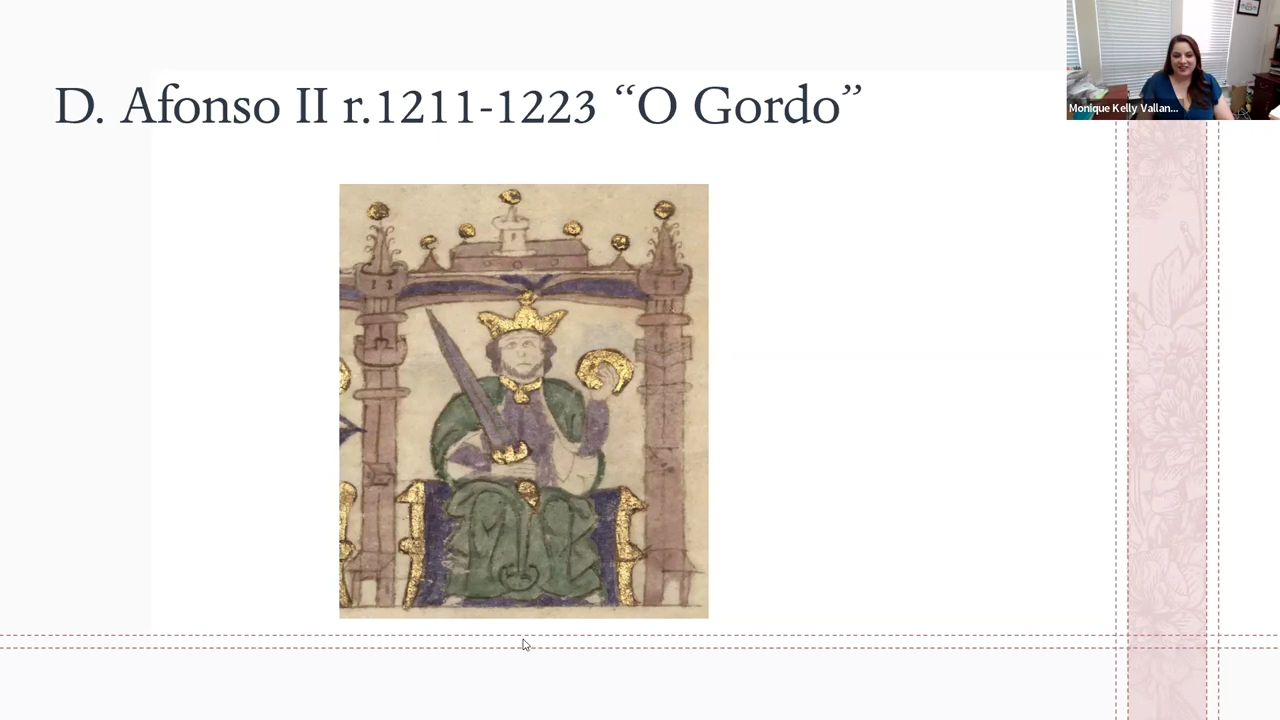 D. Afonso II r.1211-1223 “O Gordo”
Monique Kelly Vallan...